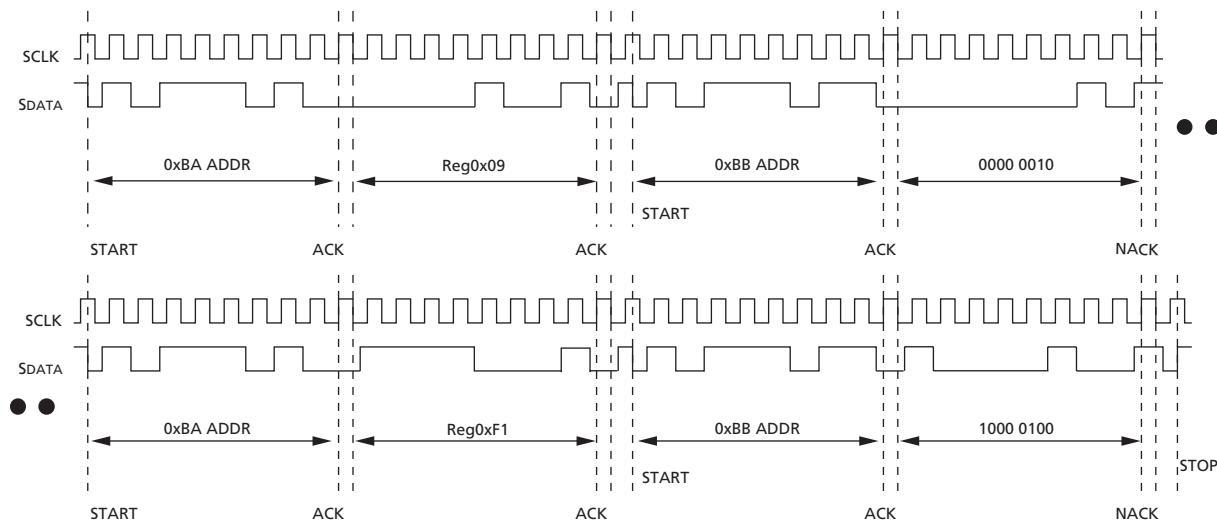 SCLK
SDATA
0xBA ADDR Reg0x09 0xBB ADDR 0000 0010
START
START ACK ACK ACK NACK
SCLK
SDATA
0xBA ADDR Reg0xF1 0xBB ADDR 1000 0100
START STOP
START ACK ACK ACK NACK